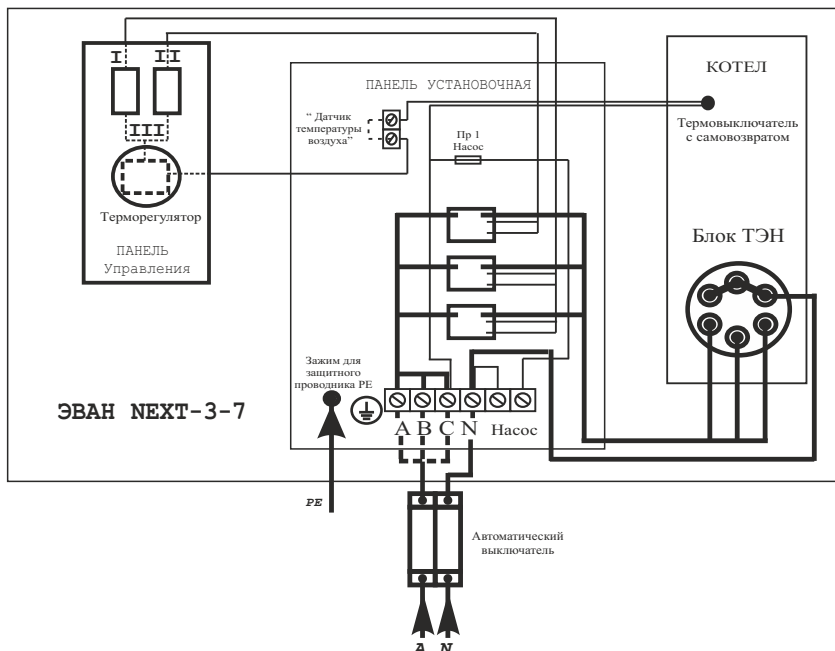 I II
III
Терморегулятор
ПАНЕЛЬ
Управления
ПАНЕЛЬ УСТАНОВОЧНАЯ
“ Датчик
температуры
воздуха”
Пр 1
Насос
КОТЕЛ
Термовыключатель
с самовозвратом
Блок ТЭН
Зажим для
защитного
проводника РЕ
ЭВАН NEXT-3-7
A B C N Насос
PE
Автоматический
выключатель
A N